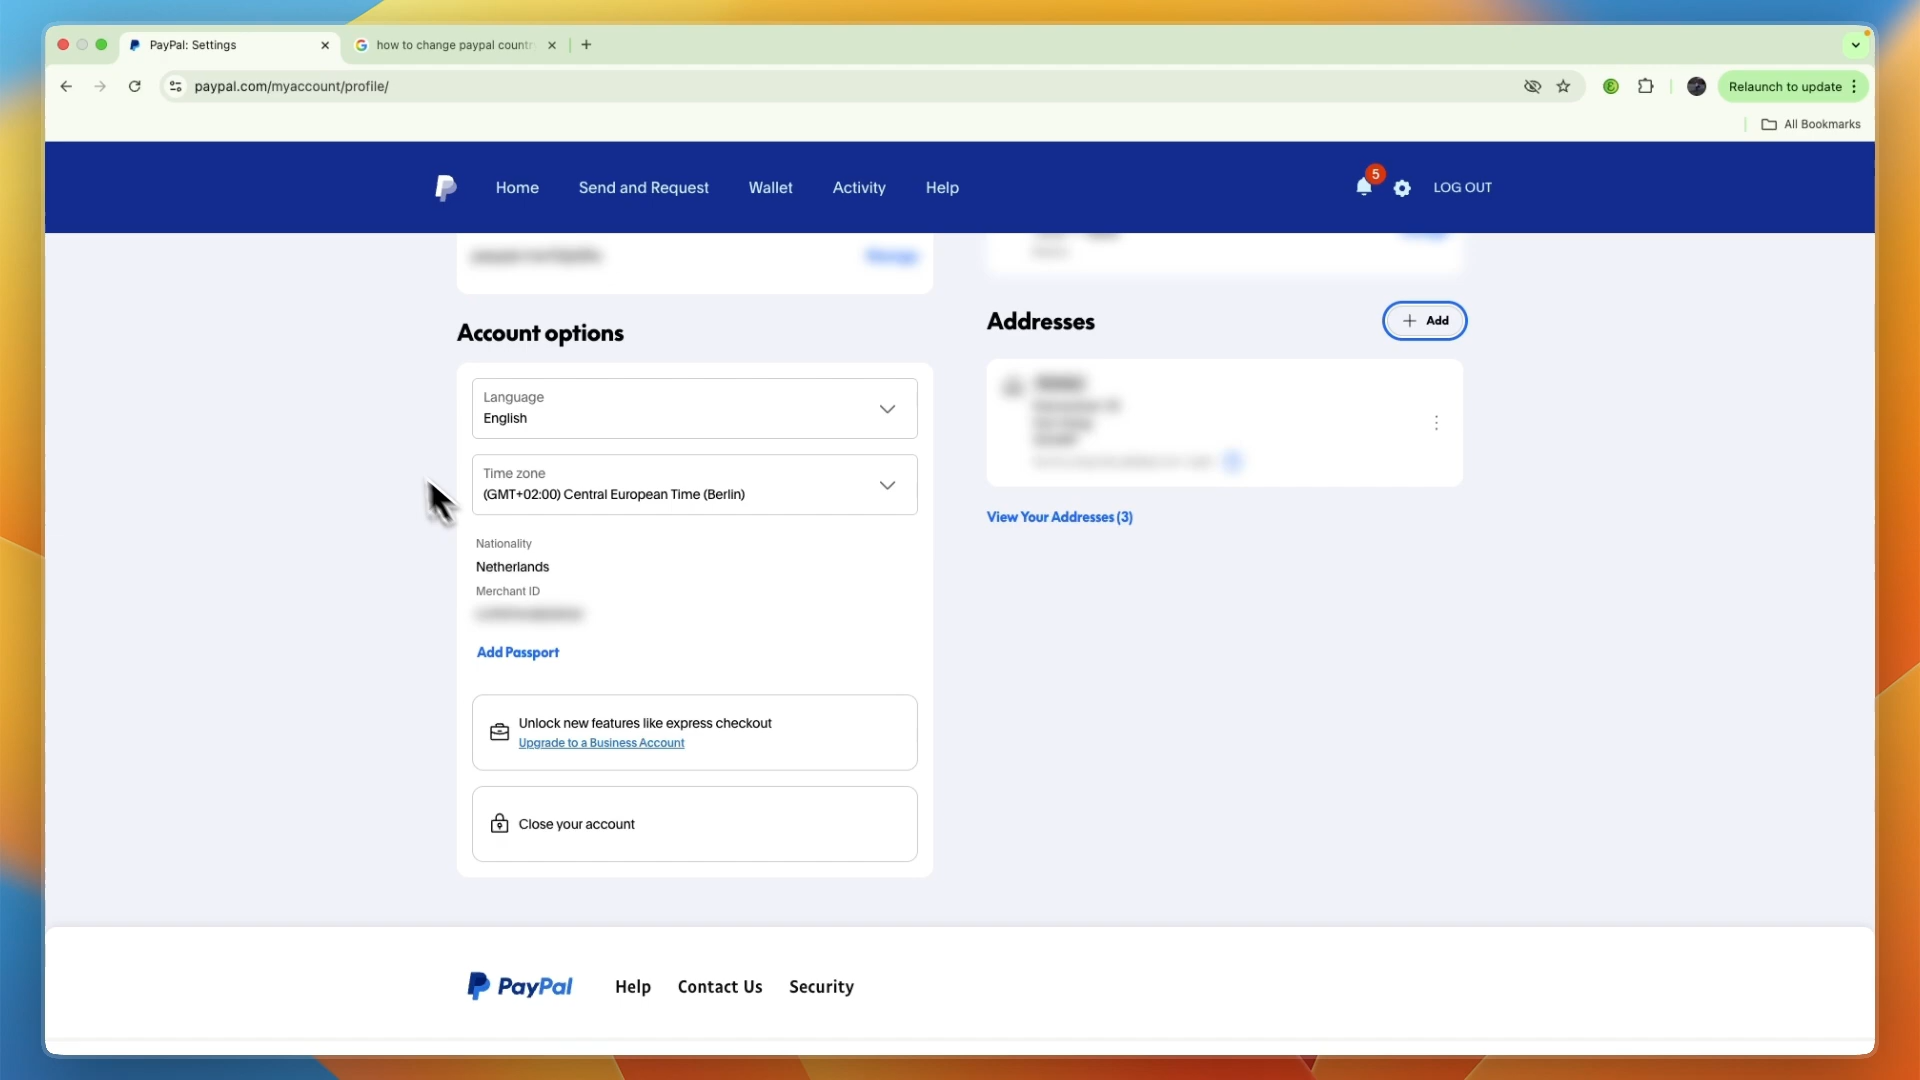 PayPal: Settings
how to change paypal countr
paypal.com/myaccount/profile/
Relaunch to update
All Bookmarks
Home
Send and Request
Wallet
Activity
Help
5
LOG OUT
Account options
Language
English
Time zone
(GMT+02:00) Central European Time (Berlin)
Nationality
Netherlands
Merchant ID
Add Passport
Unlock new features like express checkout
Upgrade to a Business Account
Close your account
Addresses
+ Add
View Your Addresses (3)
PayPal
Help
Contact Us
Security